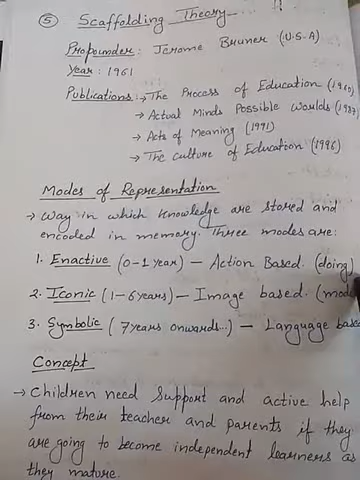 5 Scaffolding Theory
Propounder: Jerome Bruner (U.S.A)
Year: 1961
Publications: → The Process of Education (1960)
→ Actual Minds Possible Worlds (1987)
→ Acts of Meaning (1991)
→ The Culture of Education (1996)
Modes of Representation
→ Way in which knowledge are stored and
encoded in memory. Three modes are:
1. Enactive (0-1 year) — Action Based. (doing)
2. Iconic (1-6 years) — Image based.
3. Symbolic (7 years onwards...) — Language
Concept
→ Children need support and active help
from their teacher and parents if they
are going to become independent learners as
they mature.